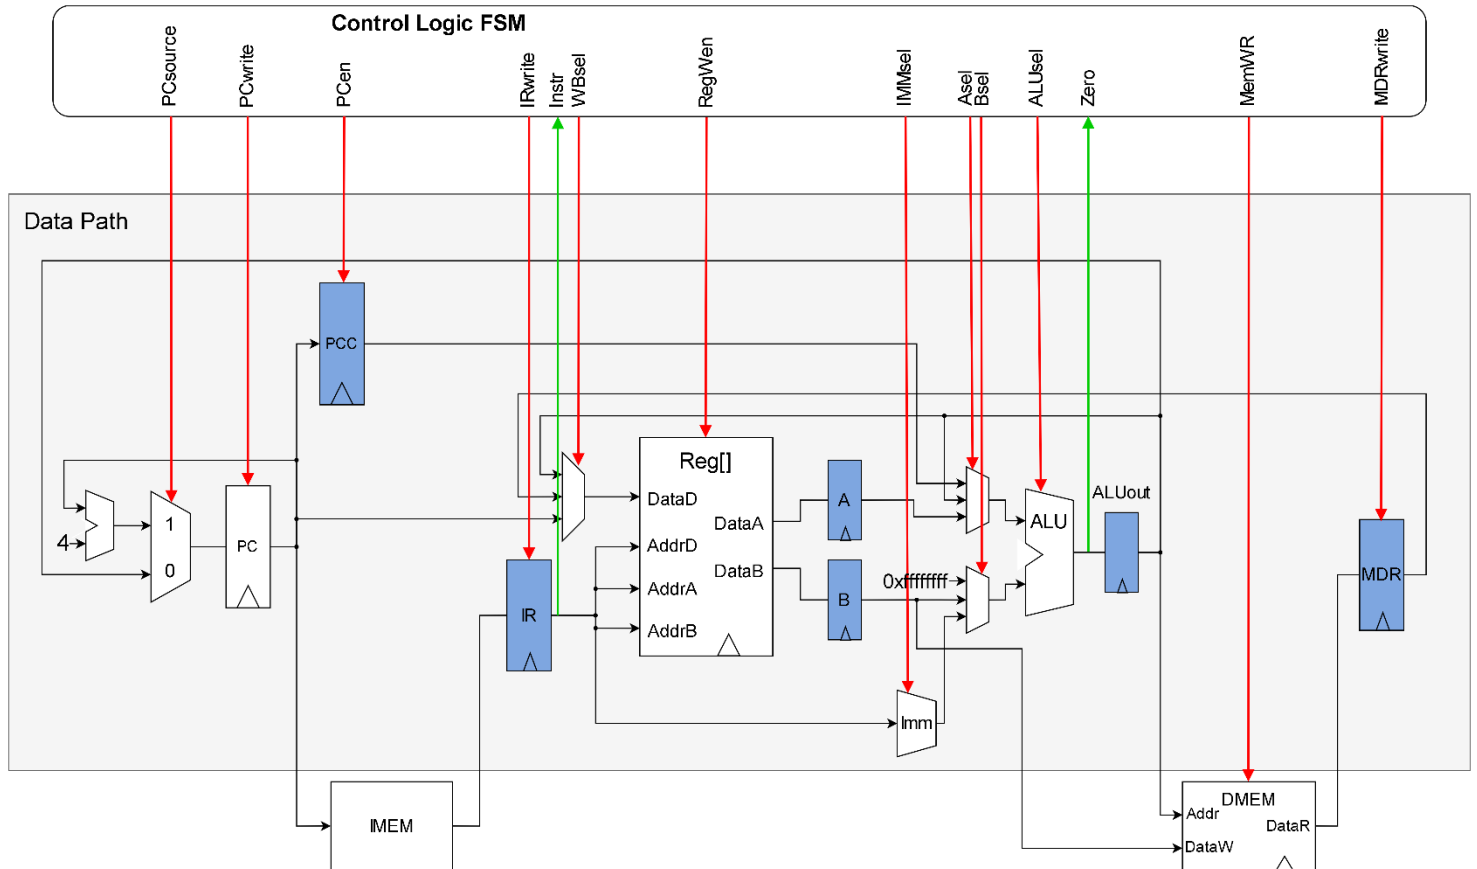 Control Logic FSM
PCsource
PCwrite
PCen
IRwrite
Instr
WBsel
RegWen
IMMsel
Asel
Bsel
ALUsel
Zero
MemWR
MDRwrite
Data Path
PCC
Reg[]
DataD
DataA
AddrD
DataB
AddrA
AddrB
A
B
ALU
ALUout
4
1
0
PC
IR
0xffffffff
MDR
Imm
IMEM
DMEM
Addr
DataR
DataW